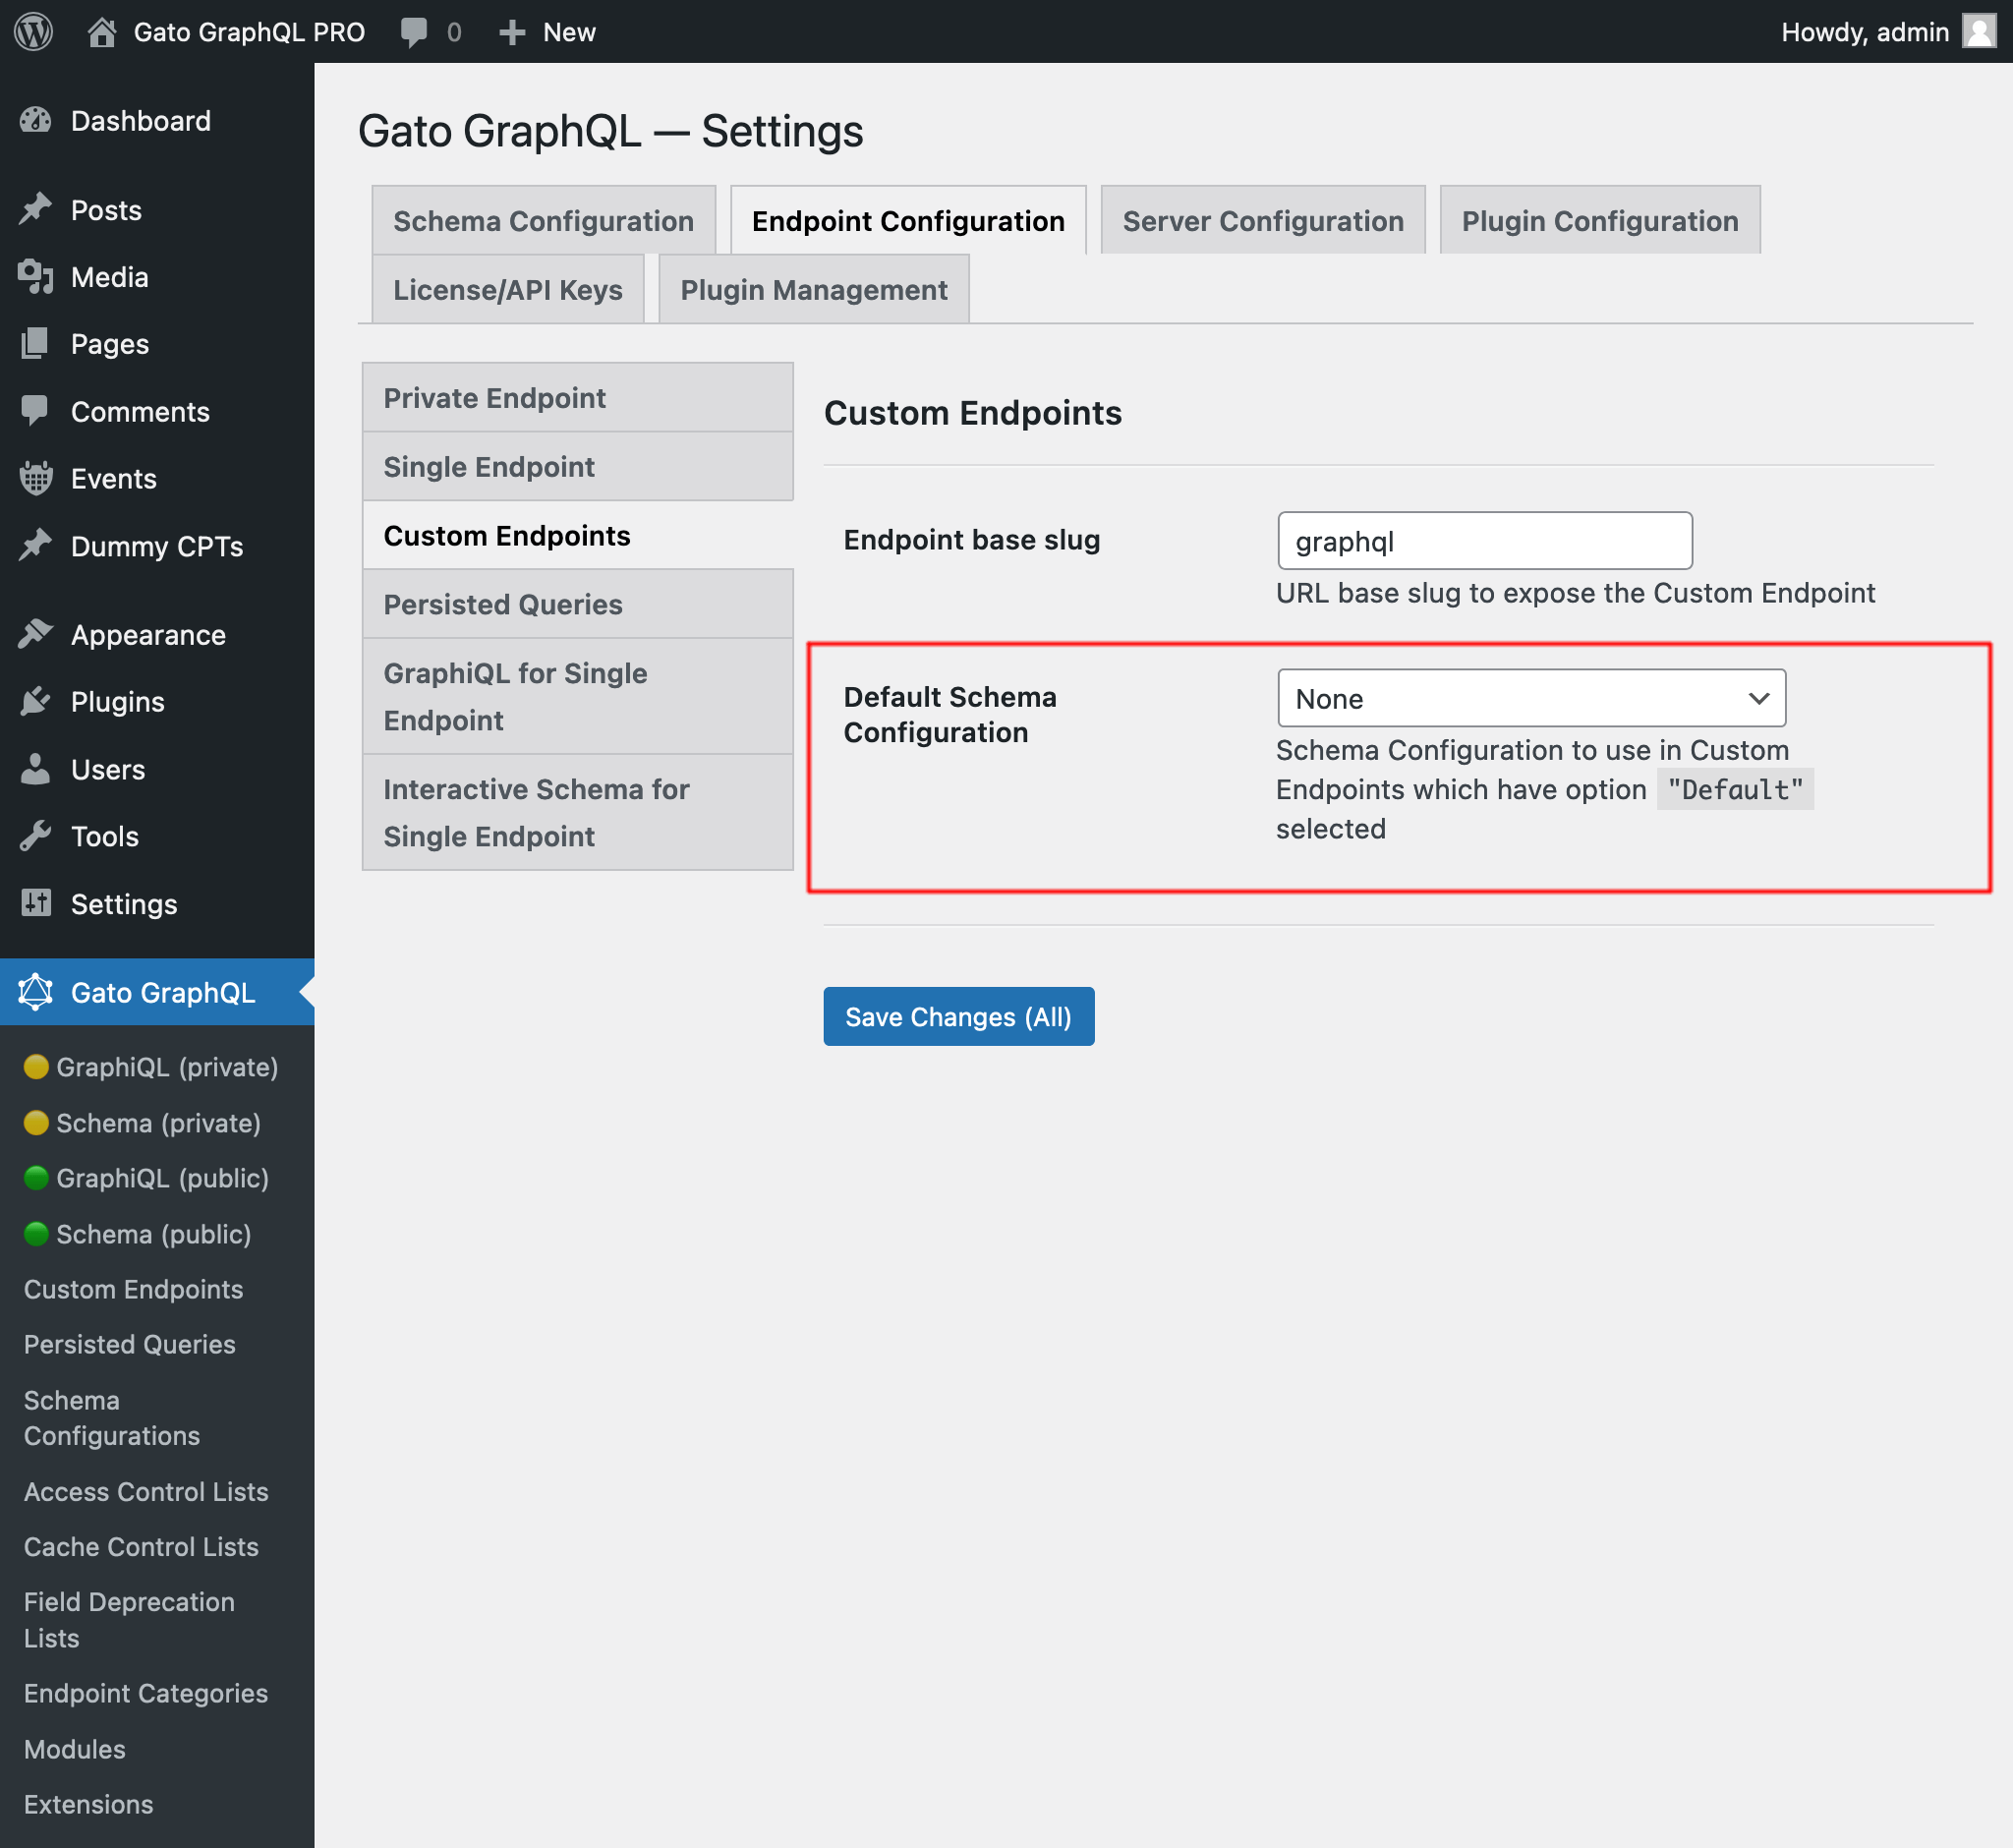 Gato GraphQL PRO
0
New
Howdy, admin
Dashboard
Posts
Media
Pages
Comments
Events
Dummy CPTs
Appearance
Plugins
Users
Tools
Settings
Gato GraphQL
GraphiQL (private)
Schema (private)
GraphiQL (public)
Schema (public)
Custom Endpoints
Persisted Queries
Schema
Configurations
Access Control Lists
Cache Control Lists
Field Deprecation
Lists
Endpoint Categories
Modules
Extensions
Gato GraphQL — Settings
Schema Configuration
Endpoint Configuration
Server Configuration
Plugin Configuration
License/API Keys
Plugin Management
Private Endpoint
Single Endpoint
Custom Endpoints
Persisted Queries
GraphiQL for Single
Endpoint
Interactive Schema for
Single Endpoint
Custom Endpoints
Endpoint base slug
graphql
URL base slug to expose the Custom Endpoint
Default Schema
Configuration
None
Schema Configuration to use in Custom
Endpoints which have option "Default"
selected
Save Changes (All)